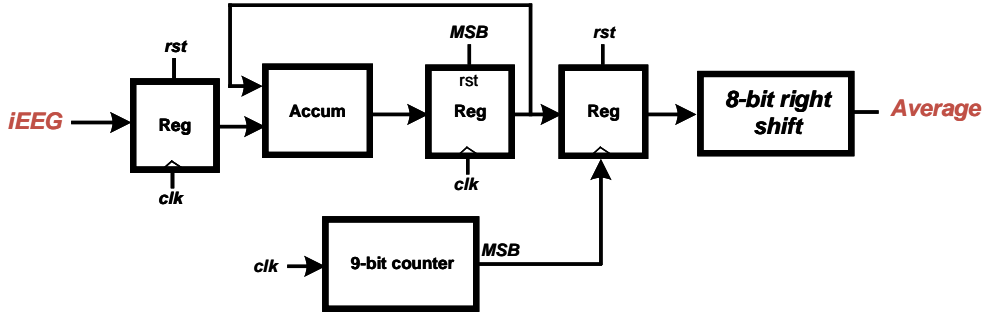 rst
MSB
rst
iEEG
Reg
Accum
rst
Reg
Reg
8-bit right
shift
Average
clk
clk
clk
9-bit counter
MSB